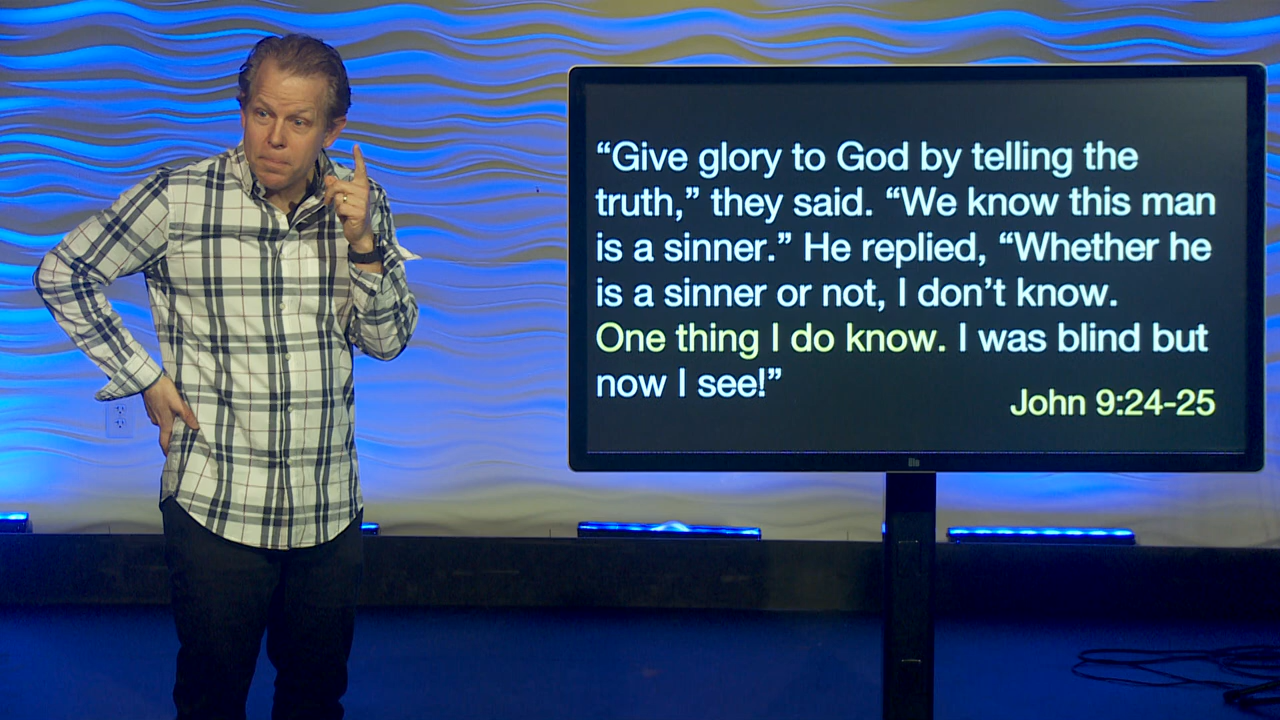 “Give glory to God by telling the
truth,” they said. “We know this man
is a sinner.” He replied, “Whether he
is a sinner or not, I don’t know.
One thing I do know. I was blind but
now I see!”
John 9:24-25
elo